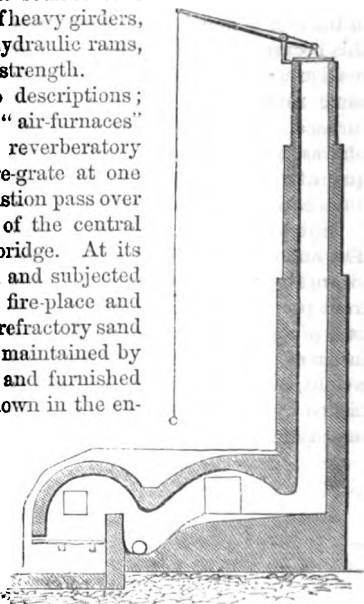 f heavy girders,
ydraulic rams,
strength.
descriptions;
"air-furnaces"
reverberatory
re-grate at one
stion pass over
of the central
bridge. At its
and subjected
fire-place and
refractory sand
maintained by
and furnished
own in the en-